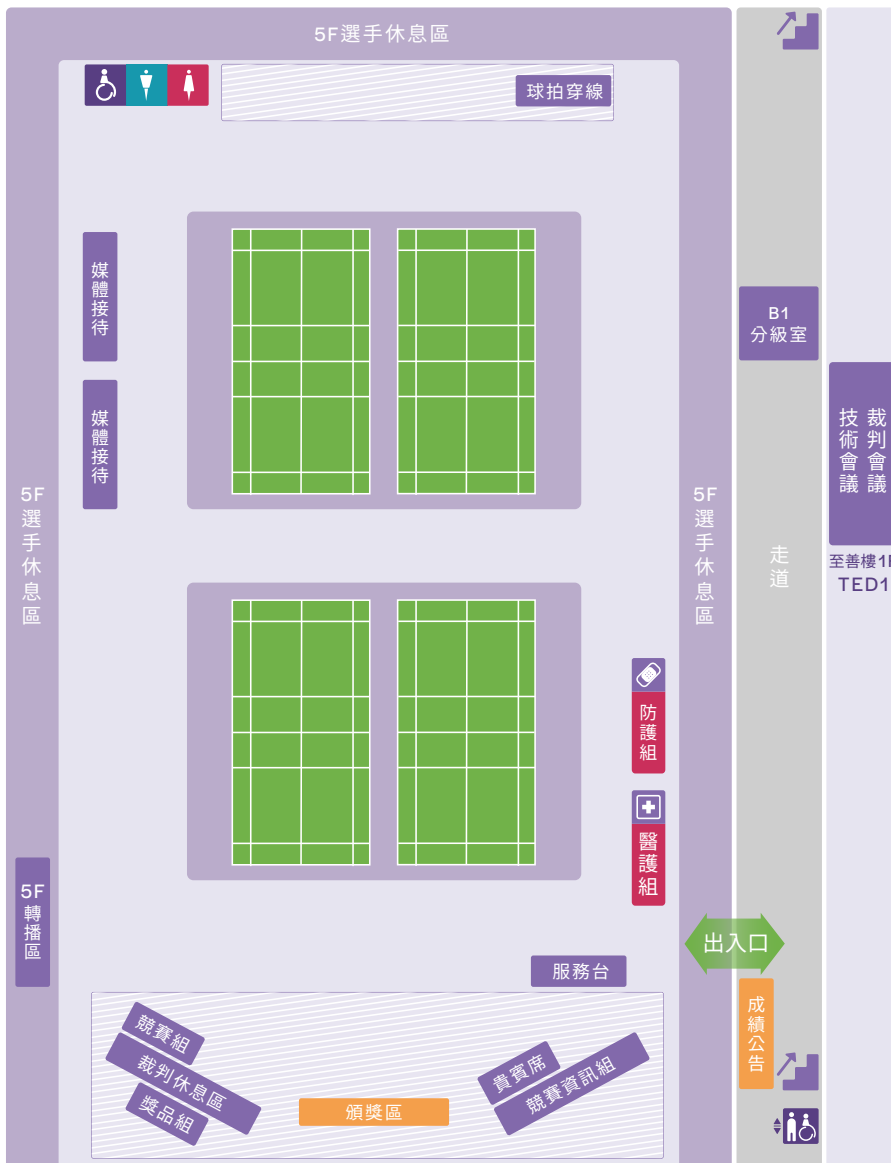 5F選手休息區
球拍穿線
媒體接待
B1
分級室
裁判會議
技術會議
媒體接待
5F選手休息區
5F選手休息區
走道
至善樓1F
TED1
防護組
醫護組
5F轉播區
出入口
服務台
成績公告
競賽組
裁判休息區
獎品組
頒獎區
貴賓席
競賽資訊組